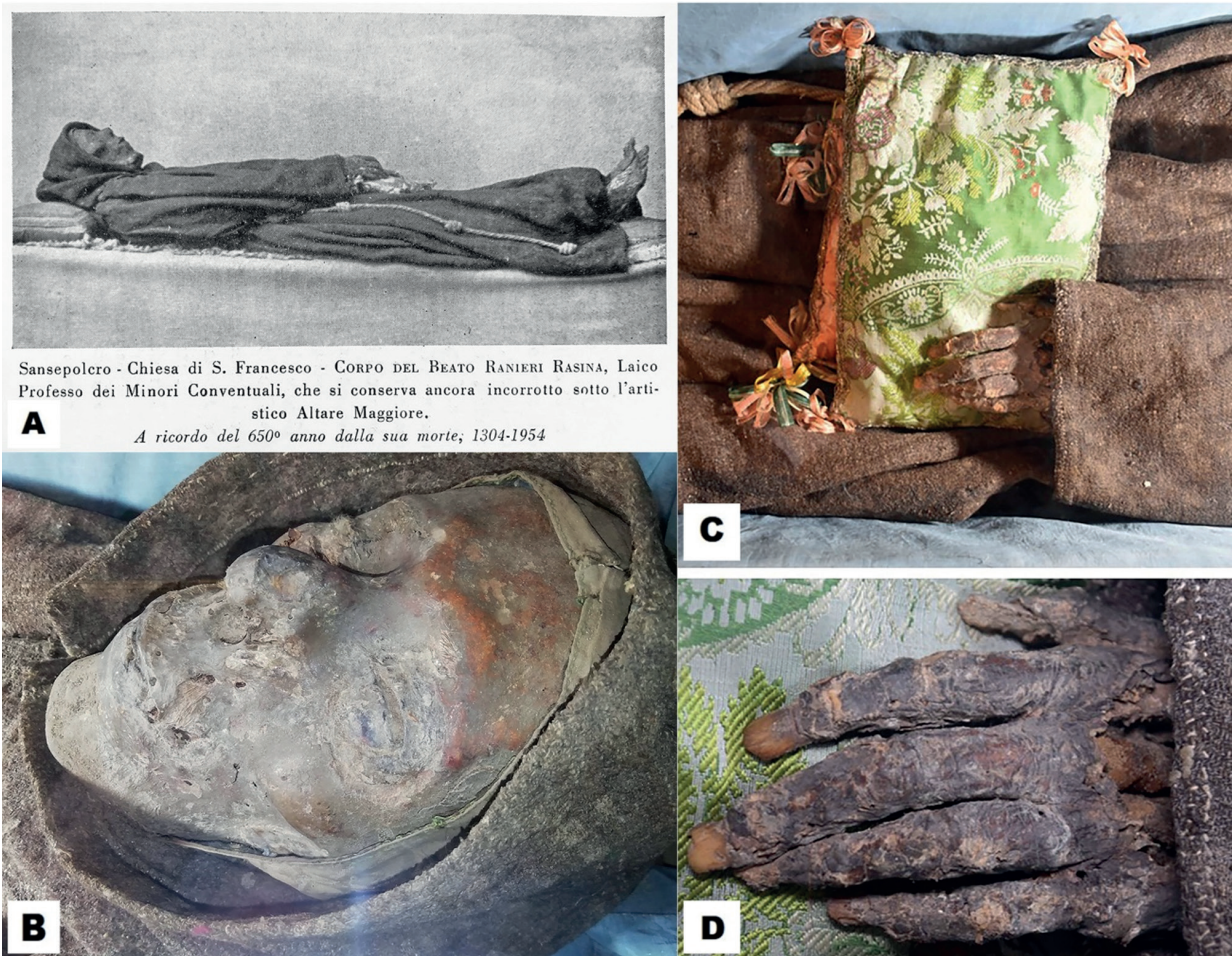 Sansepolcro - Chiesa di S. Francesco - CORPO DEL BEATO RANIERI RASINA, Laico
Professo dei Minori Conventuali, che si conserva ancora incorrotto sotto l'arti-
stico Altare Maggiore.
A ricordo del 650º anno dalla sua morte; 1304-1954
A
B
C
D